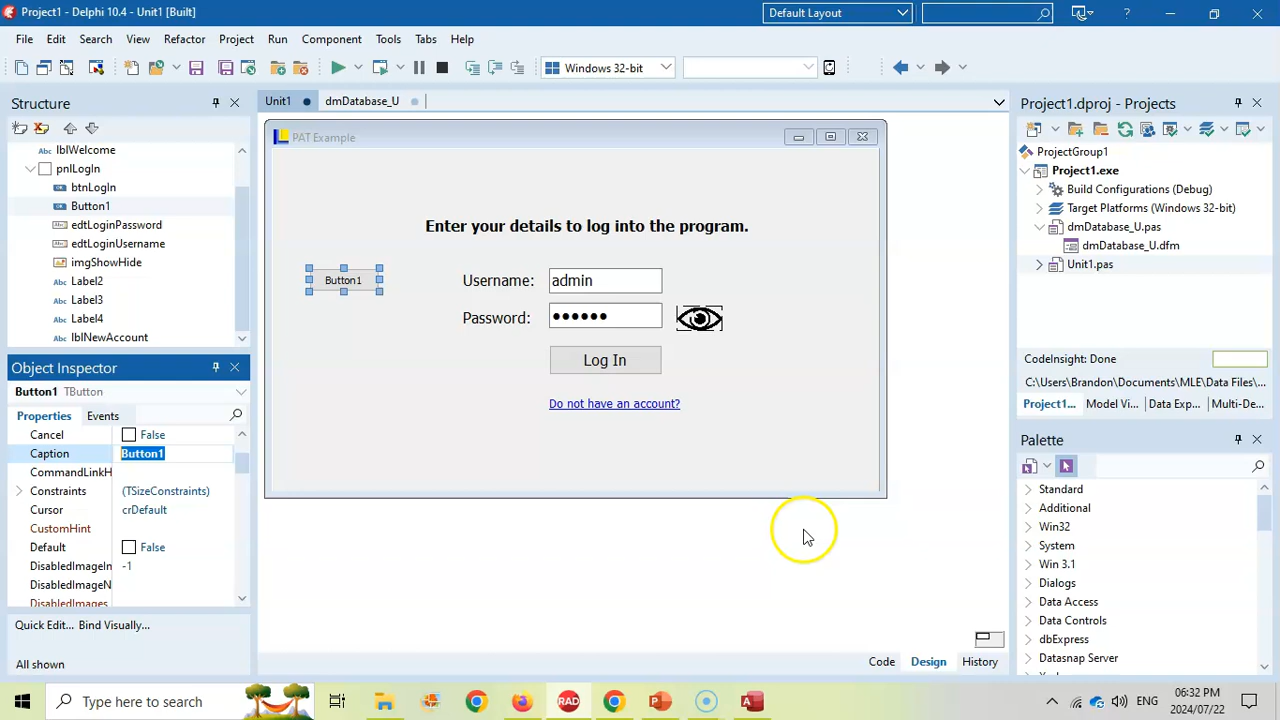 Project1 - Delphi 10.4 - Unit1 [Built]
Default Layout
File Edit Search View Refactor Project Run Component Tools Tabs Help
Windows 32-bit
Structure
lblWelcome
pnlLogIn
btnLogIn
Button1
edtLoginPassword
edtLoginUsername
imgShowHide
Label2
Label3
Label4
lblNewAccount
Object Inspector
Button1 TButton
Properties Events
Cancel False
Caption Button1
CommandLinkH
Constraints (TSizeConstraints)
Cursor crDefault
CustomHint
Default False
DisabledImageIn -1
DisabledImageN
DisabledImages
Quick Edit... Bind Visually...
All shown
Unit1 dmDatabase_U
PAT Example
Enter your details to log into the program.
Button1
Username: admin
Password: ●●●●●●
Log In
Do not have an account?
Code Design History
Project1.dproj - Projects
ProjectGroup1
Project1.exe
Build Configurations (Debug)
Target Platforms (Windows 32-bit)
dmDatabase_U.pas
dmDatabase_U.dfm
Unit1.pas
CodeInsight: Done
C:\Users\Brandon\Documents\MLE\Data Files\...
Project1... Model Vi... Data Exp... Multi-De...
Palette
Standard
Additional
Win32
System
Win 3.1
Dialogs
Data Access
Data Controls
dbExpress
Datasnap Server
Type here to search
RAD
ENG
06:32 PM
2024/07/22